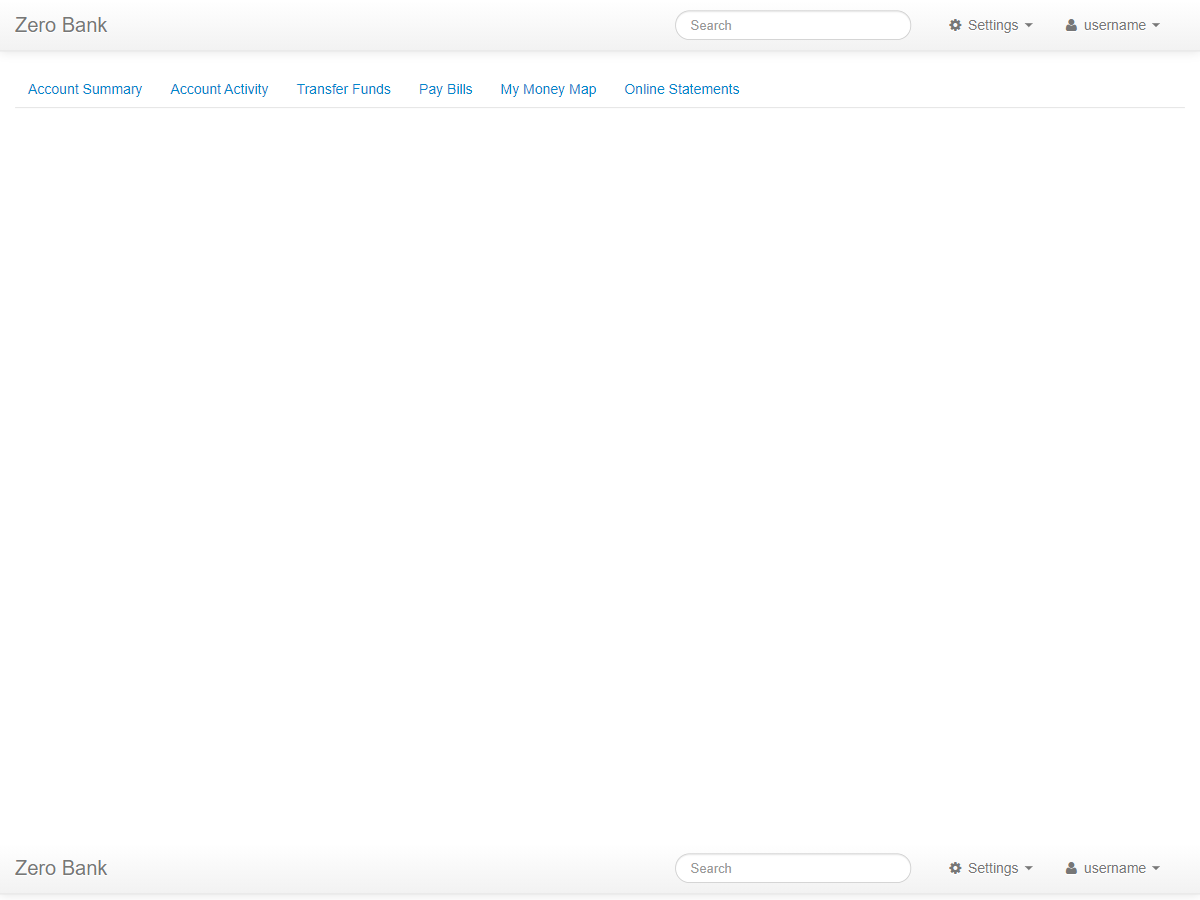 Zero Bank Search Settings username
Account Summary Account Activity Transfer Funds Pay Bills My Money Map Online Statements
Zero Bank Search Settings username